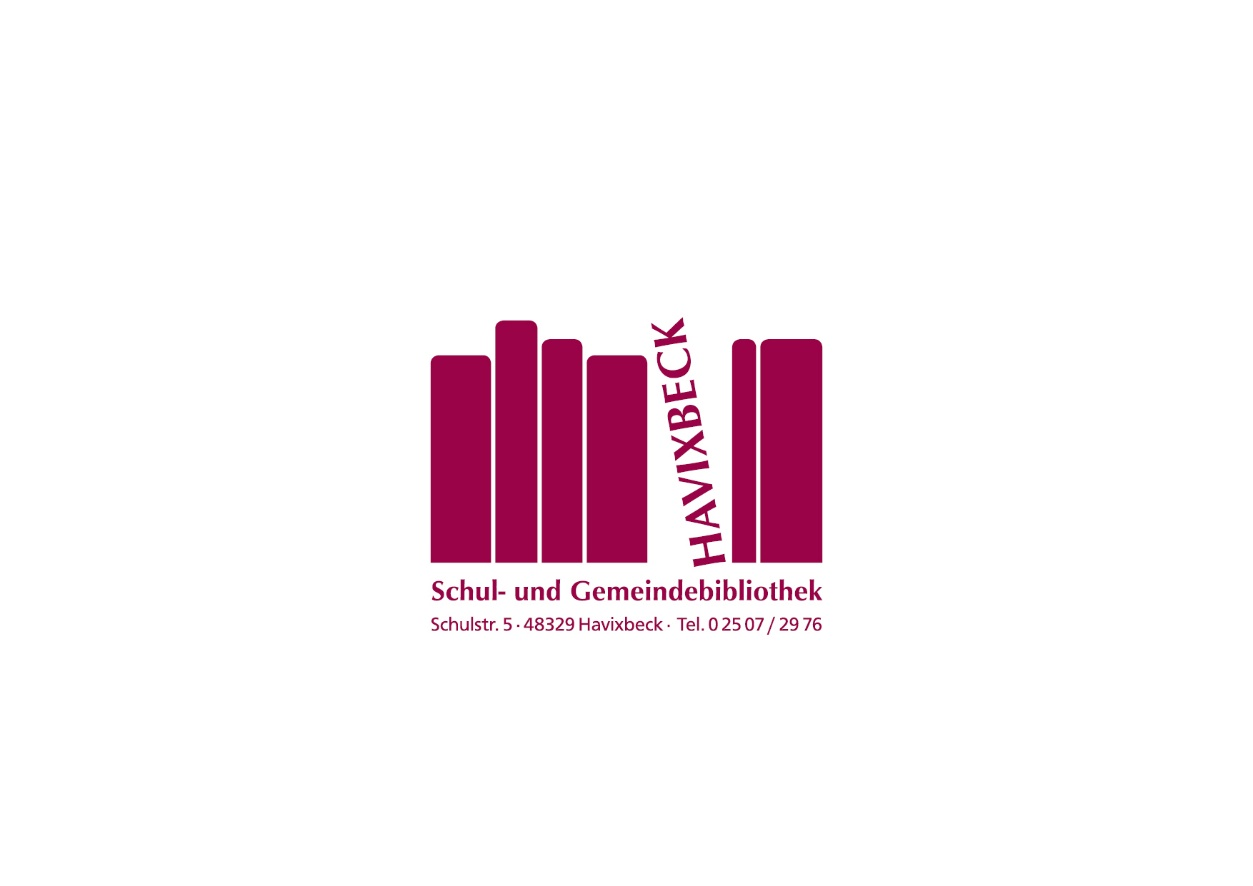 HAVIXBECK
Schul- und Gemeindebibliothek
Schulstr. 5 · 48329 Havixbeck · Tel. 0 25 07 / 29 76